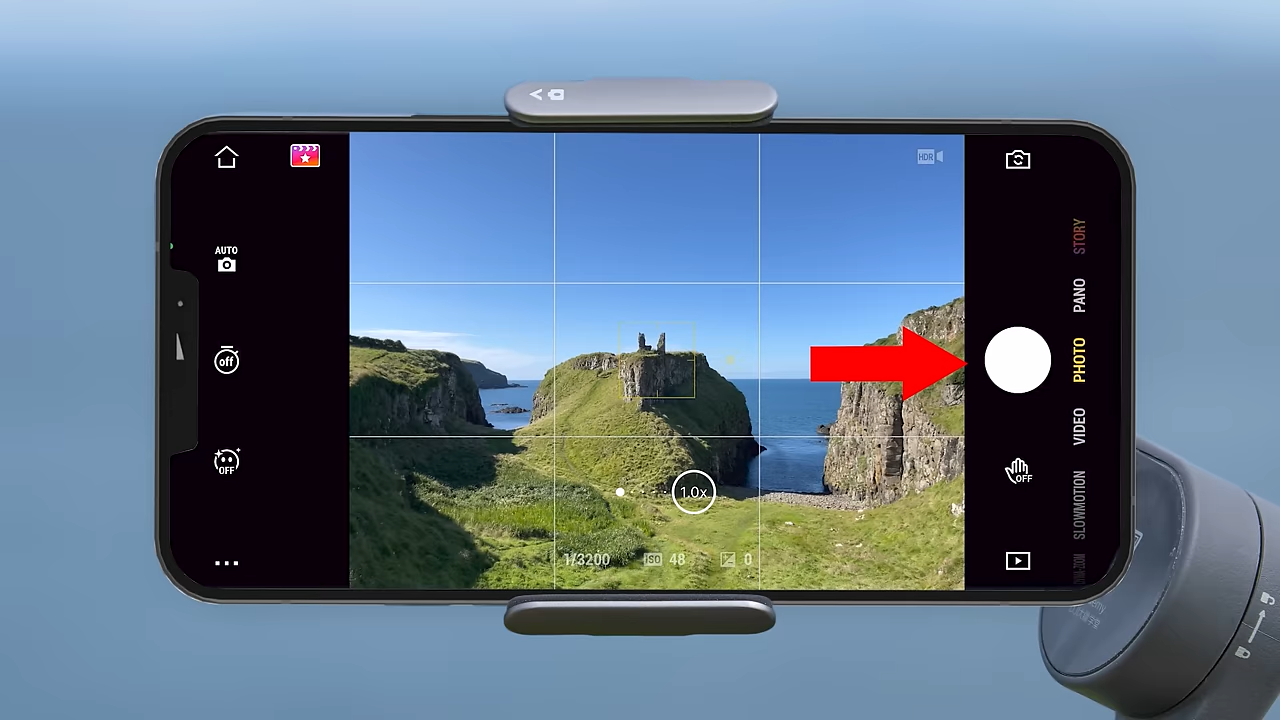 AUTO
off
OFF
HDR
1.0x
1/3200
ISO 48
0
STORY
PANO
PHOTO
VIDEO
SLOWMOTION
OFF